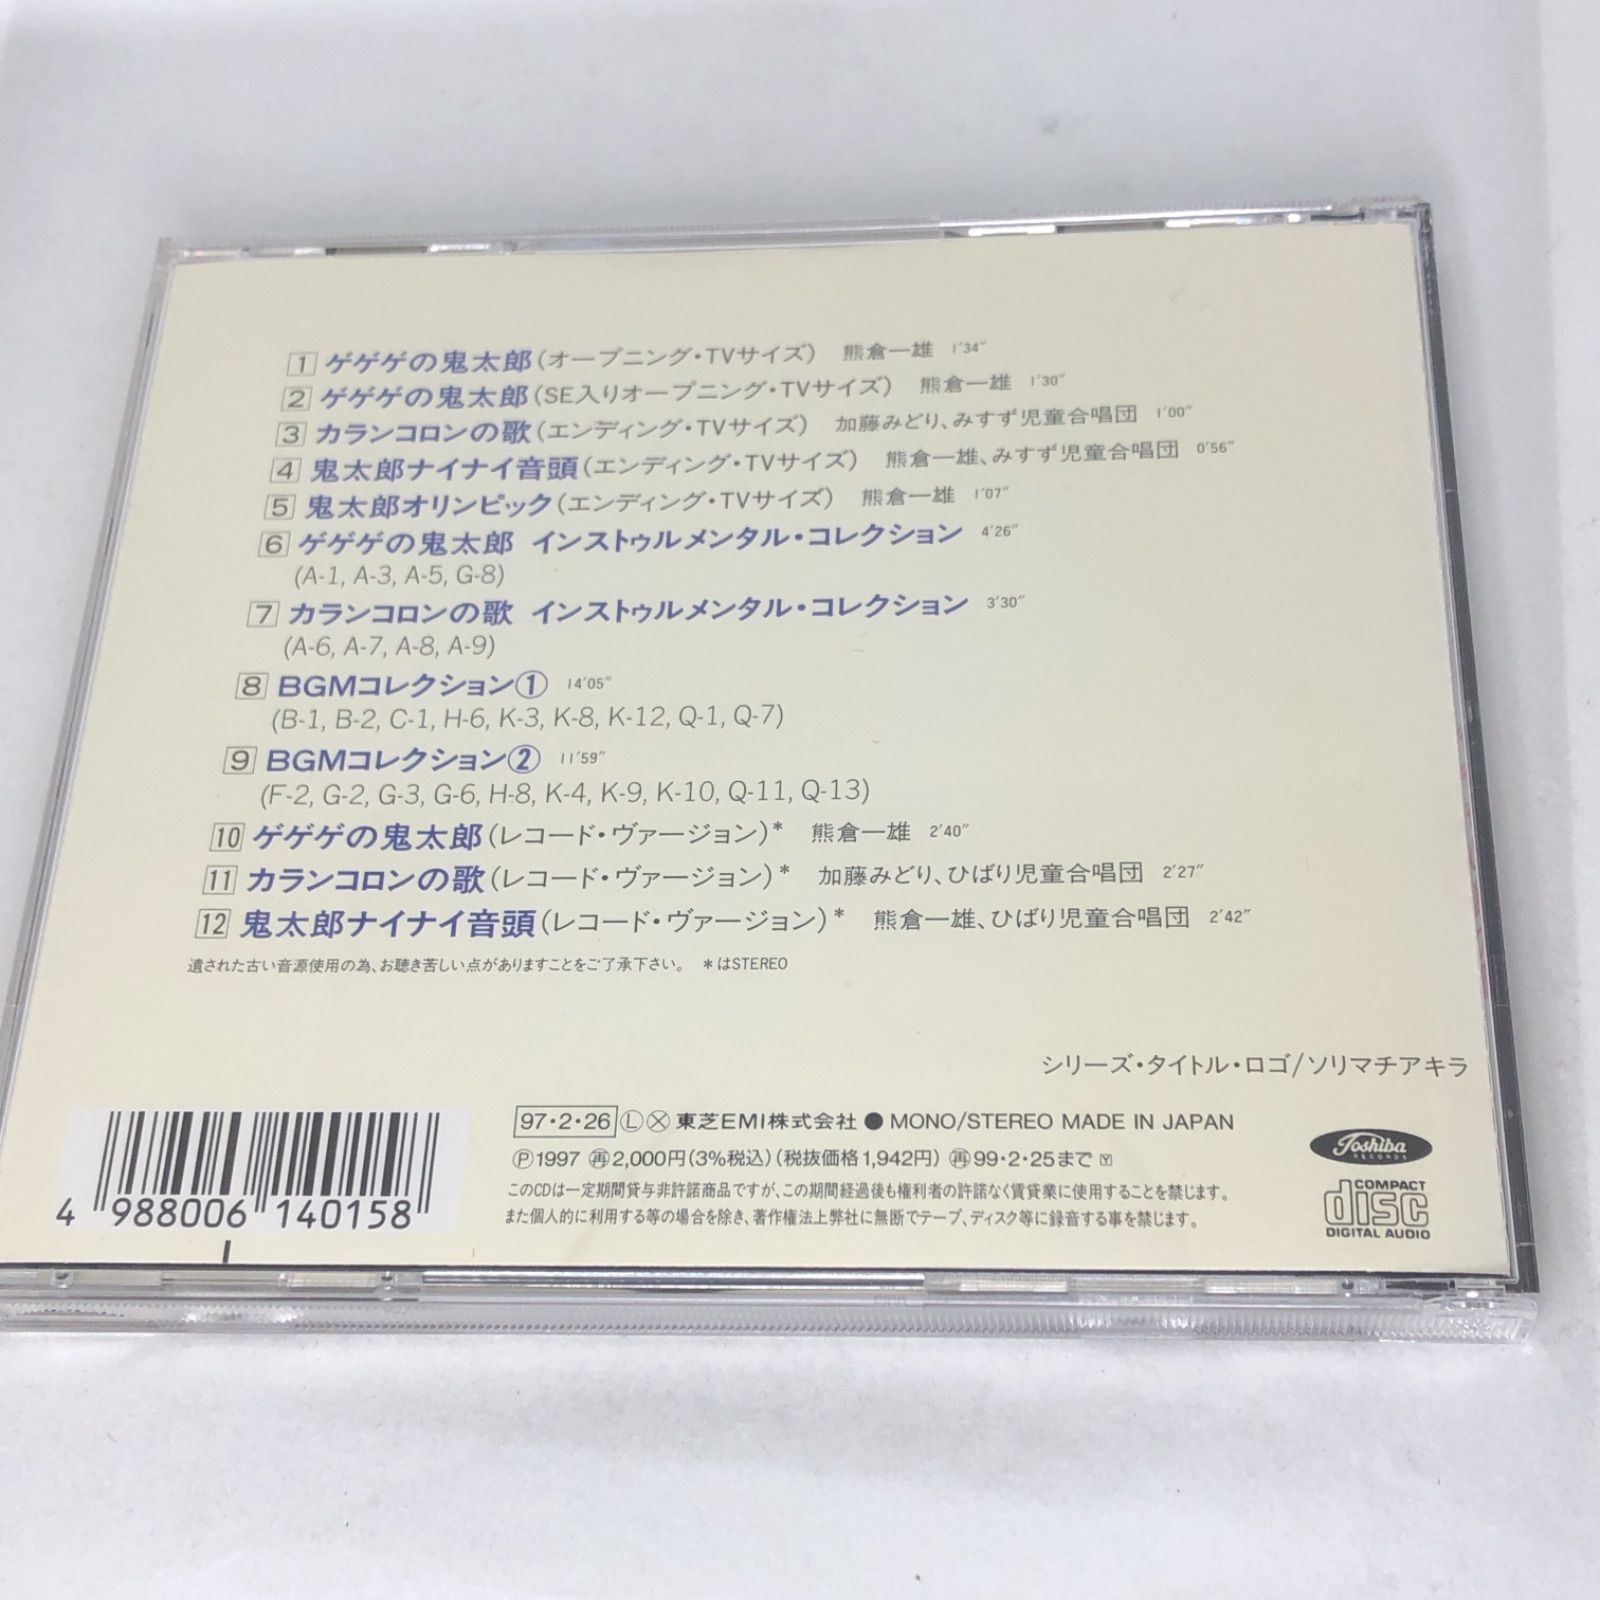 1 ゲゲゲの鬼太郎(オープニング・TVサイズ) 熊倉一雄 1'34"
2 ゲゲゲの鬼太郎(SE入りオープニング・TVサイズ) 熊倉一雄 1'30"
3 カランコロンの歌(エンディング・TVサイズ) 加藤みどり、みすず児童合唱団 1'00"
4 鬼太郎ナイナイ音頭(エンディング・TVサイズ) 熊倉一雄、みすず児童合唱団 0'56"
5 鬼太郎オリンピック(エンディング・TVサイズ) 熊倉一雄 1'07"
6 ゲゲゲの鬼太郎 インストゥルメンタル・コレクション 4'26"
(A-1, A-3, A-5, G-8)
7 カランコロンの歌 インストゥルメンタル・コレクション 3'30"
(A-6, A-7, A-8, A-9)
8 BGMコレクション① 14'05"
(B-1, B-2, C-1, H-6, K-3, K-8, K-12, Q-1, Q-7)
9 BGMコレクション② 11'59"
(F-2, G-2, G-3, G-6, H-8, K-4, K-9, K-10, Q-11, Q-13)
10 ゲゲゲの鬼太郎(レコード・ヴァージョン)* 熊倉一雄 2'40"
11 カランコロンの歌(レコード・ヴァージョン)* 加藤みどり、ひばり児童合唱団 2'27"
12 鬼太郎ナイナイ音頭(レコード・ヴァージョン)* 熊倉一雄、ひばり児童合唱団 2'42"
遺された古い音源使用の為、お聴き苦しい点がありますことをご了承下さい。 *はSTEREO
シリーズ・タイトル・ロゴ/ソリマチアキラ
97・2・26 Ⓛ Ⓧ 東芝EMI株式会社 ● MONO/STEREO MADE IN JAPAN
Ⓟ1997 ㊢2,000円(3%税込)(税抜価格1,942円) 再99・2・25まで Y
このCDは一定期間貸与非許諾商品ですが、この期間経過後も権利者の許諾なく賃貸業に使用することを禁じます。
また個人的に利用する等の場合を除き、著作権法上弊社に無断でテープ、ディスク等に録音する事を禁じます。
4 988006 140158
Toshiba
RECORDS
COMPACT
disc
DIGITAL AUDIO